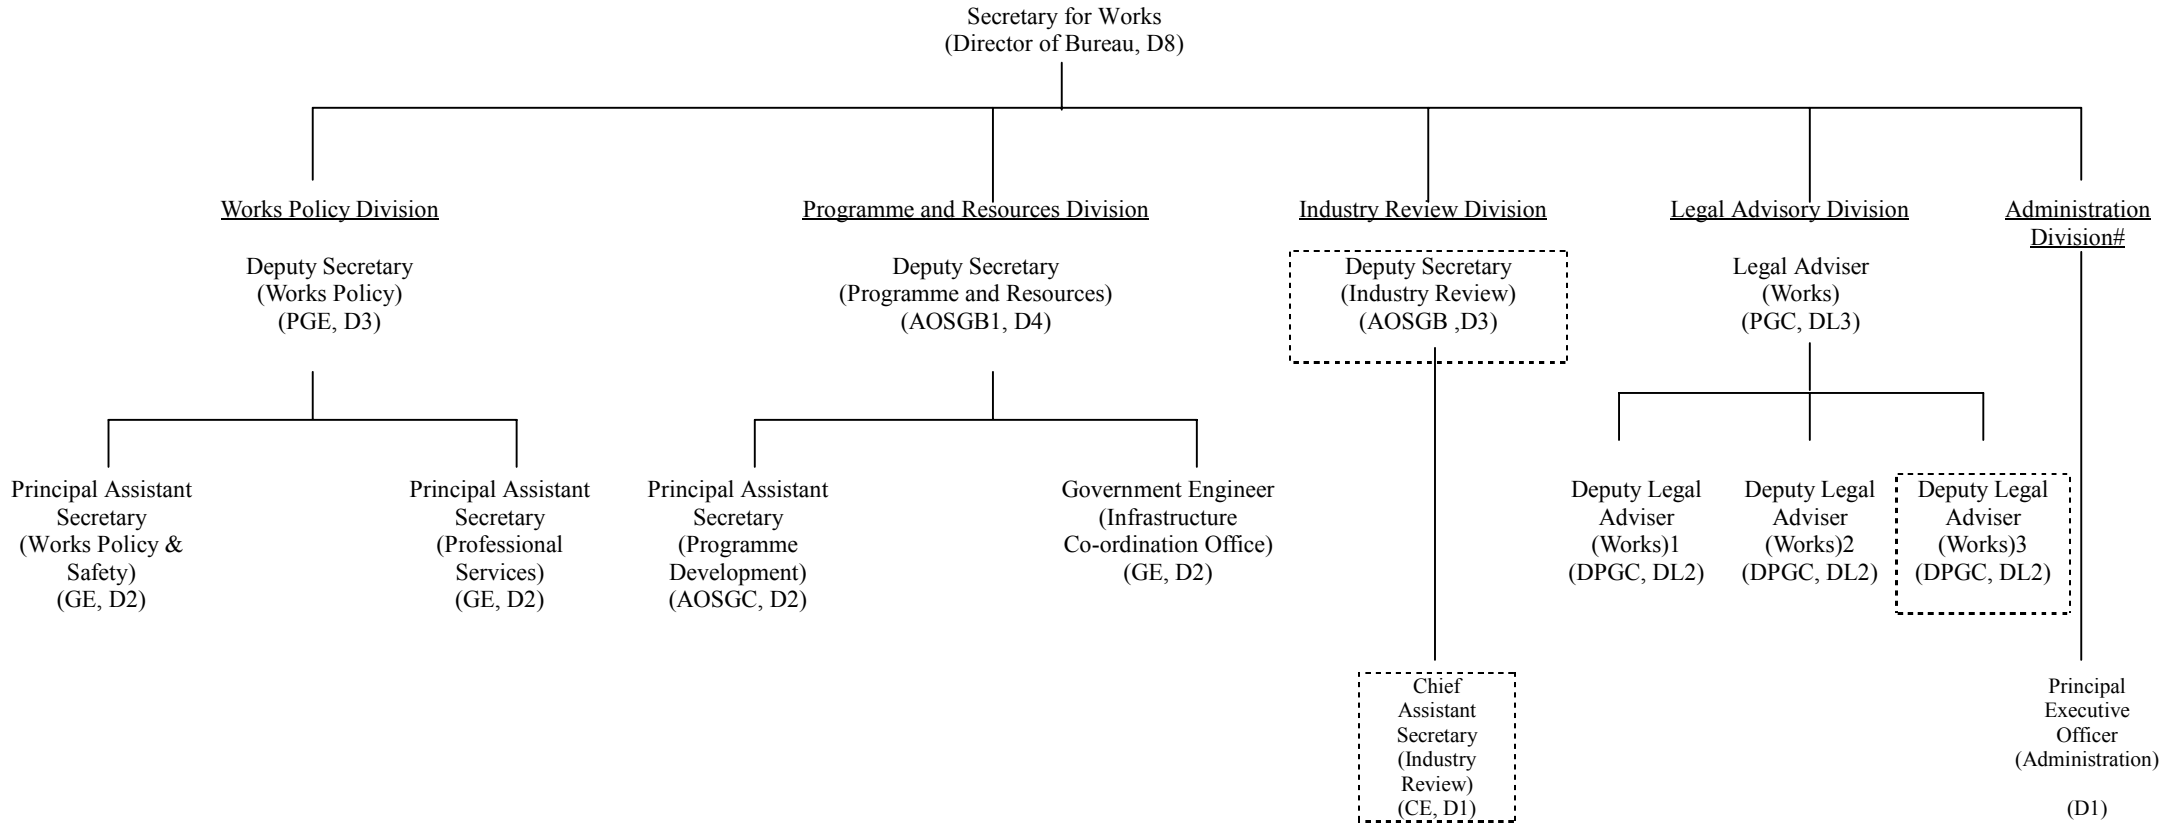 Secretary for Works
(Director of Bureau, D8)
Works Policy Division
Deputy Secretary
(Works Policy)
(PGE, D3)
Programme and Resources Division
Deputy Secretary
(Programme and Resources)
(AOSGB1, D4)
Industry Review Division
Deputy Secretary
(Industry Review)
(AOSGB ,D3)
Legal Advisory Division
Legal Adviser
(Works)
(PGC, DL3)
Administration
Division#
Principal Assistant
Secretary
(Works Policy &
Safety)
(GE, D2)
Principal Assistant
Secretary
(Professional
Services)
(GE, D2)
Principal Assistant
Secretary
(Programme
Development)
(AOSGC, D2)
Government Engineer
(Infrastructure
Co-ordination Office)
(GE, D2)
Deputy Legal
Adviser
(Works)1
(DPGC, DL2)
Deputy Legal
Adviser
(Works)2
(DPGC, DL2)
Deputy Legal
Adviser
(Works)3
(DPGC, DL2)
Chief
Assistant
Secretary
(Industry
Review)
(CE, D1)
Principal
Executive
Officer
(Administration)
(D1)